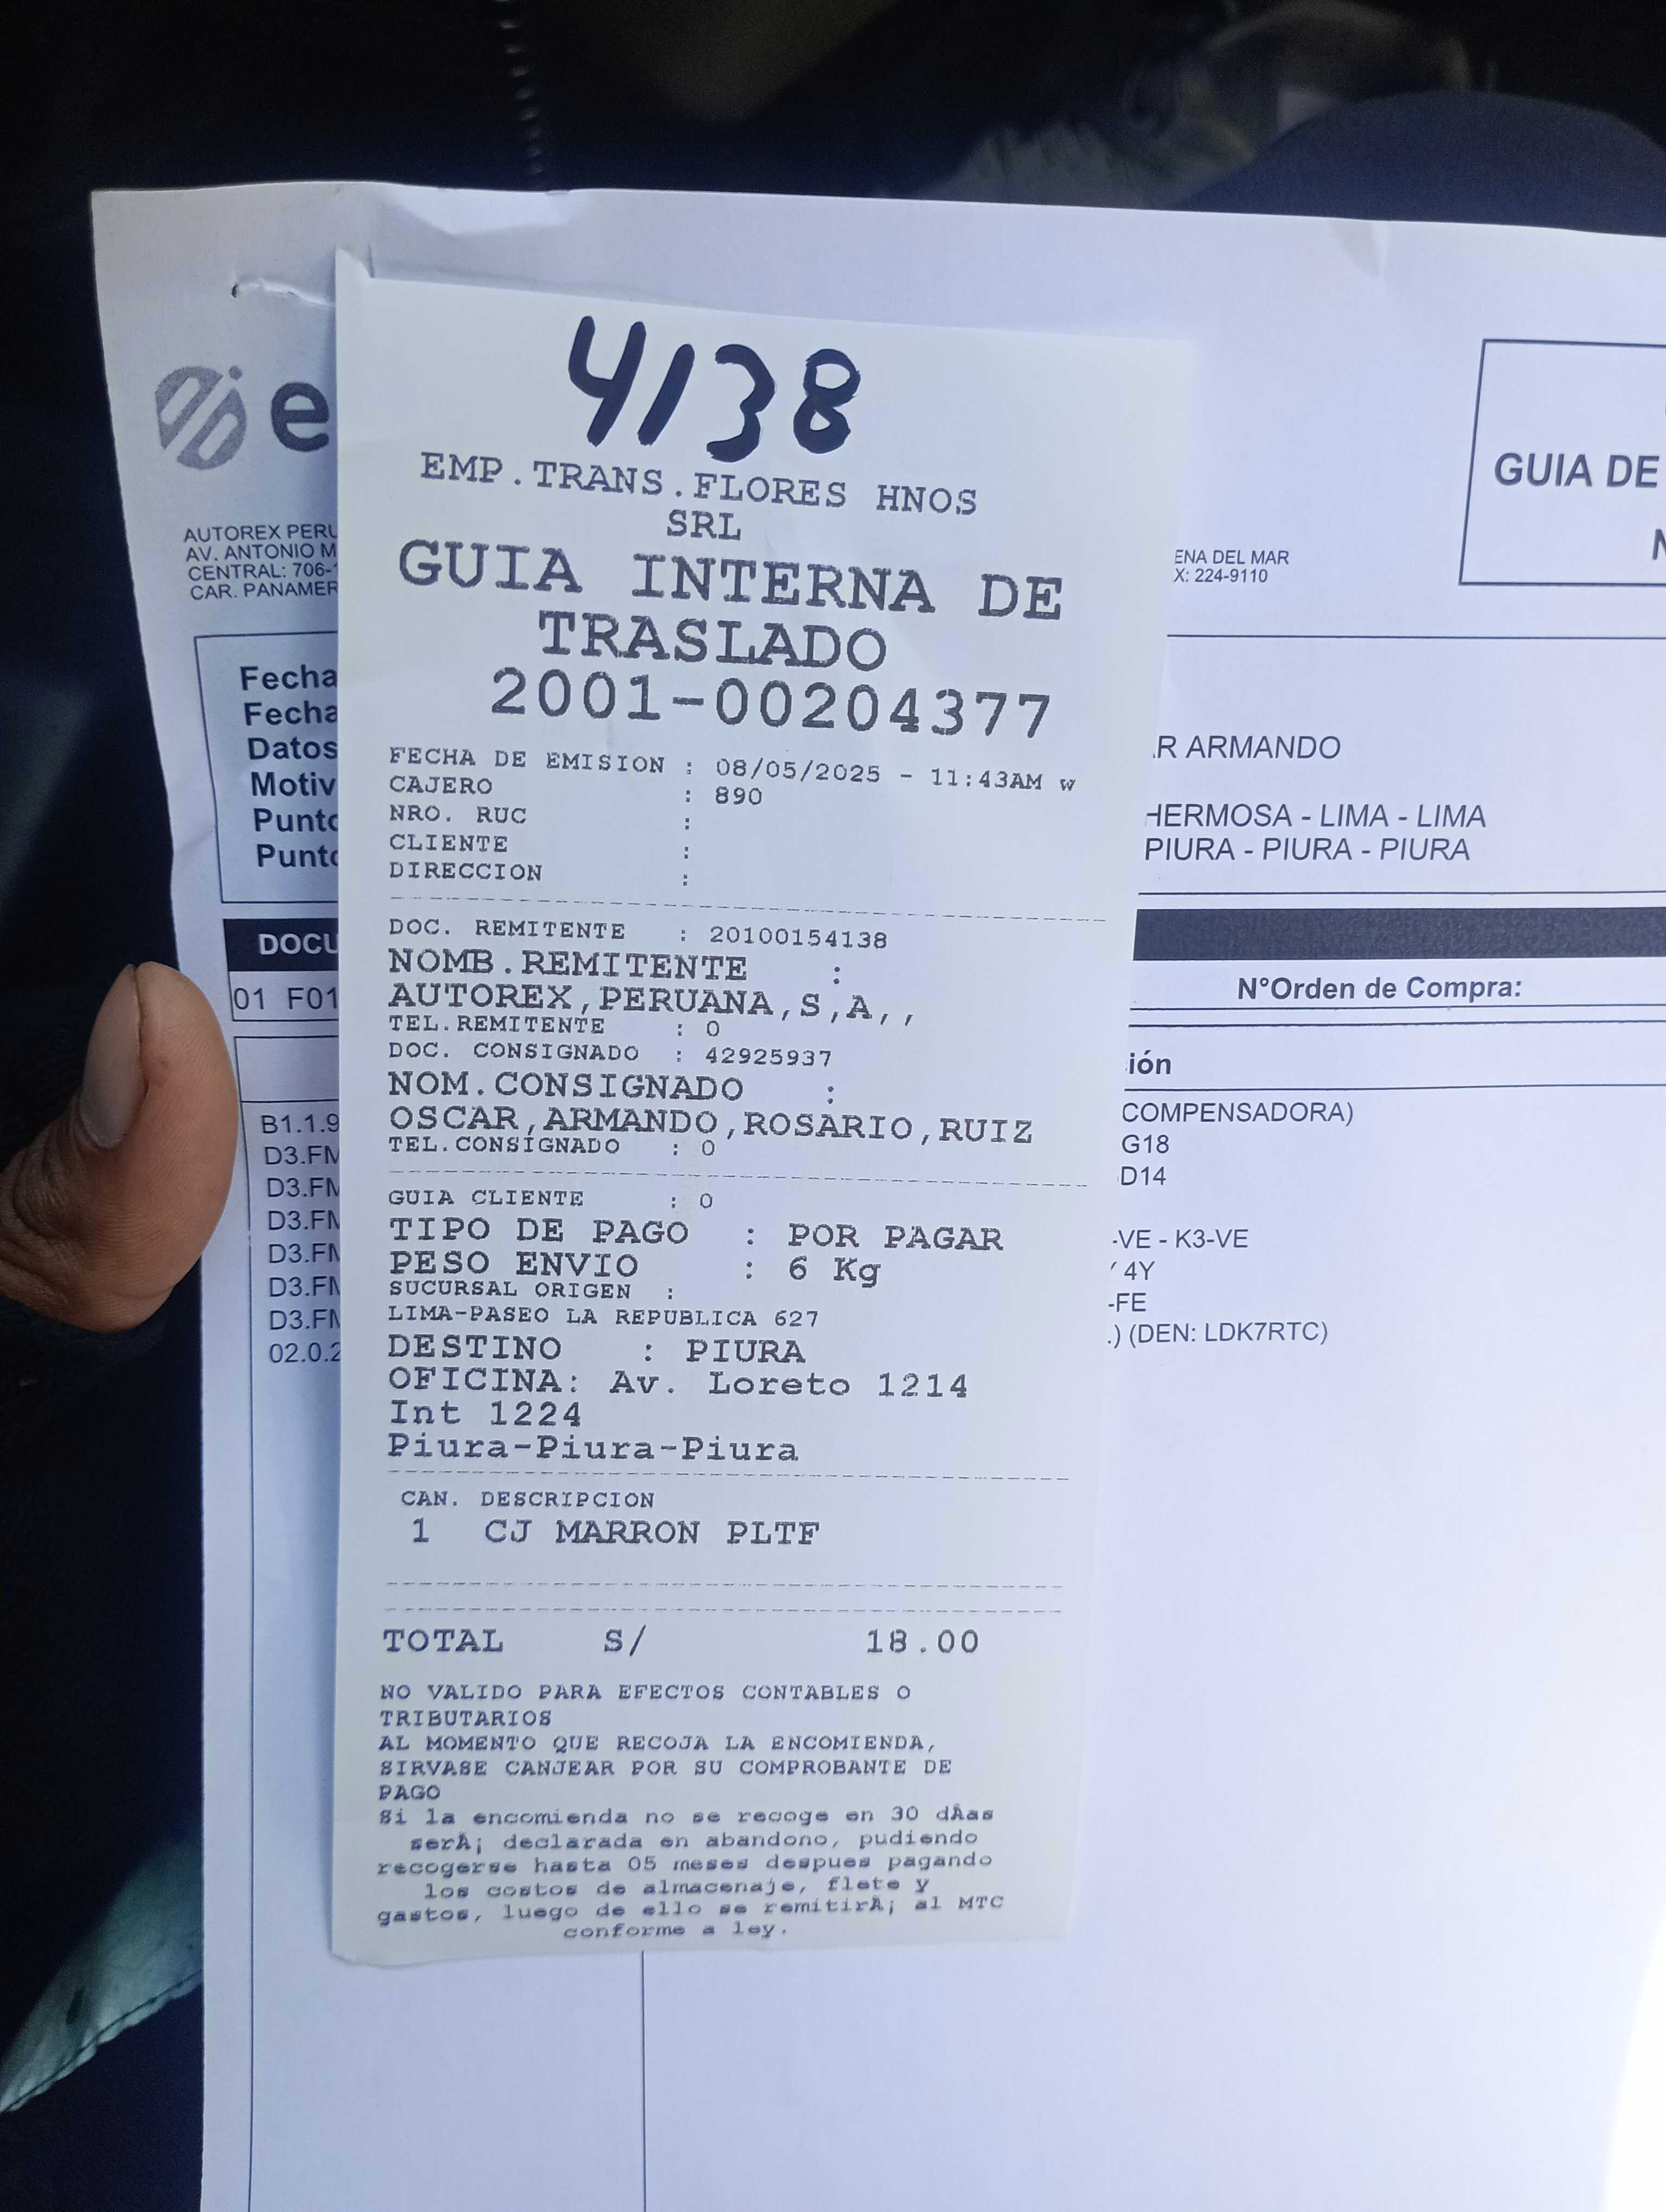 4138
EMP.TRANS.FLORES HNOS
SRL
GUIA INTERNA DE
TRASLADO
2001-00204377
FECHA DE EMISION : 08/05/2025 - 11:43AM w
CAJERO : 890
NRO. RUC :
CLIENTE :
DIRECCION :
DOC. REMITENTE : 20100154138
NOMB.REMITENTE :
AUTOREX,PERUANA,S,A,,
TEL.REMITENTE : 0
DOC. CONSIGNADO : 42925937
NOM.CONSIGNADO :
OSCAR,ARMANDO,ROSARIO,RUIZ
TEL.CONSIGNADO : 0
GUIA CLIENTE : 0
TIPO DE PAGO : POR PAGAR
PESO ENVIO : 6 Kg
SUCURSAL ORIGEN :
LIMA-PASEO LA REPUBLICA 627
DESTINO : PIURA
OFICINA: Av. Loreto 1214
Int 1224
Piura-Piura-Piura
CAN. DESCRIPCION
1 CJ MARRON PLTF
TOTAL S/ 18.00
NO VALIDO PARA EFECTOS CONTABLES O
TRIBUTARIOS
AL MOMENTO QUE RECOJA LA ENCOMIENDA,
SIRVASE CANJEAR POR SU COMPROBANTE DE
PAGO
Si la encomienda no se recoge en 30 dÃas
serÃ¡ declarada en abandono, pudiendo
recogerse hasta 05 meses despues pagando
los costos de almacenaje, flete y
gastos, luego de ello se remitirÃ¡ al MTC
conforme a ley.
e
AUTOREX PERU
AV. ANTONIO M
CENTRAL: 706-
CAR. PANAMER
ENA DEL MAR
X: 224-9110
GUIA DE
N
Fecha
Fecha
Datos
Motiv
Punto
Punto
R ARMANDO
HERMOSA - LIMA - LIMA
PIURA - PIURA - PIURA
DOCU
01 F01
N°Orden de Compra:
ión
B1.1.9
D3.FM
D3.FM
D3.FM
D3.FM
D3.FM
D3.FM
02.0.2
COMPENSADORA)
G18
D14
-VE - K3-VE
4Y
-FE
.) (DEN: LDK7RTC)